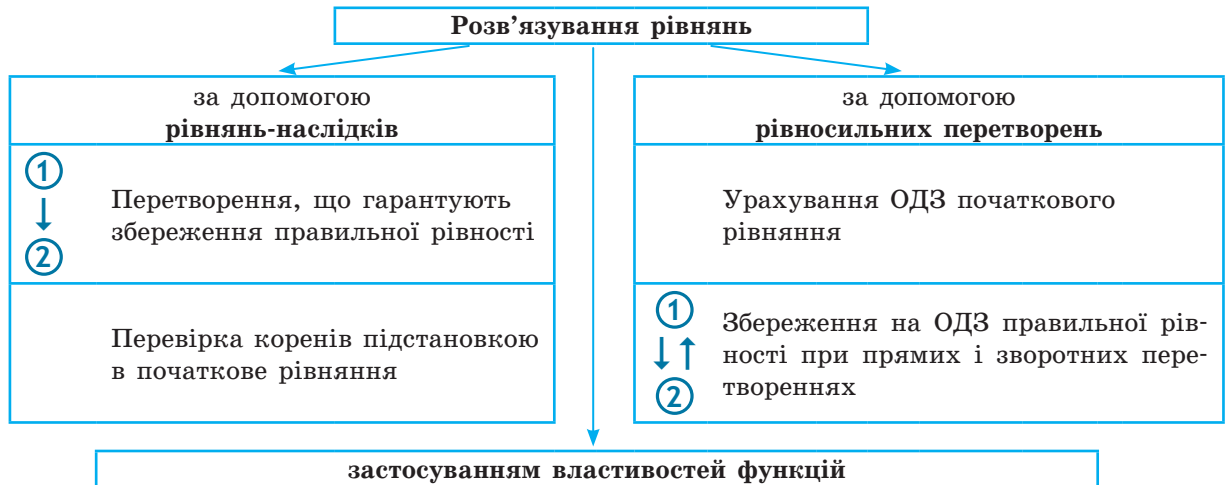 Розв’язування рівнянь
за допомогою
рівнянь-наслідків
1
↓
2
Перетворення, що гарантують
збереження правильної рівності
Перевірка коренів підстановкою
в початкове рівняння
за допомогою
рівносильних перетворень
Урахування ОДЗ початкового
рівняння
1
↓↑
2
Збереження на ОДЗ правильної рів-
ності при прямих і зворотних пере-
твореннях
застосуванням властивостей функцій